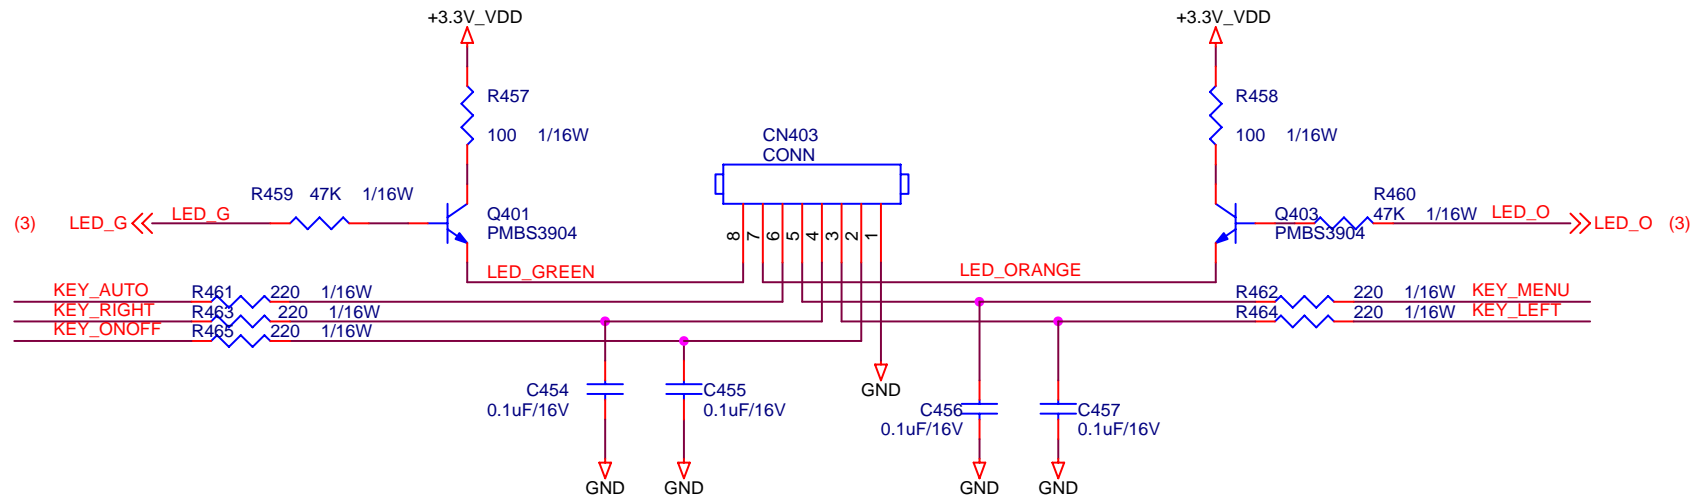 +3.3V_VDD
+3.3V_VDD
R457
100 1/16W
R458
100 1/16W
CN403
CONN
R459 47K 1/16W
R460
47K 1/16W
(3) LED_G
LED_G
Q401
PMBS3904
Q403
PMBS3904
LED_O
LED_O (3)
8 7 6 5 4 3 2 1
LED_GREEN
LED_ORANGE
KEY_AUTO R461 220 1/16W
KEY_RIGHT R463 220 1/16W
KEY_ONOFF R465 220 1/16W
R462 220 1/16W KEY_MENU
R464 220 1/16W KEY_LEFT
C454
0.1uF/16V
C455
0.1uF/16V
GND
C456
0.1uF/16V
C457
0.1uF/16V
GND
GND
GND
GND